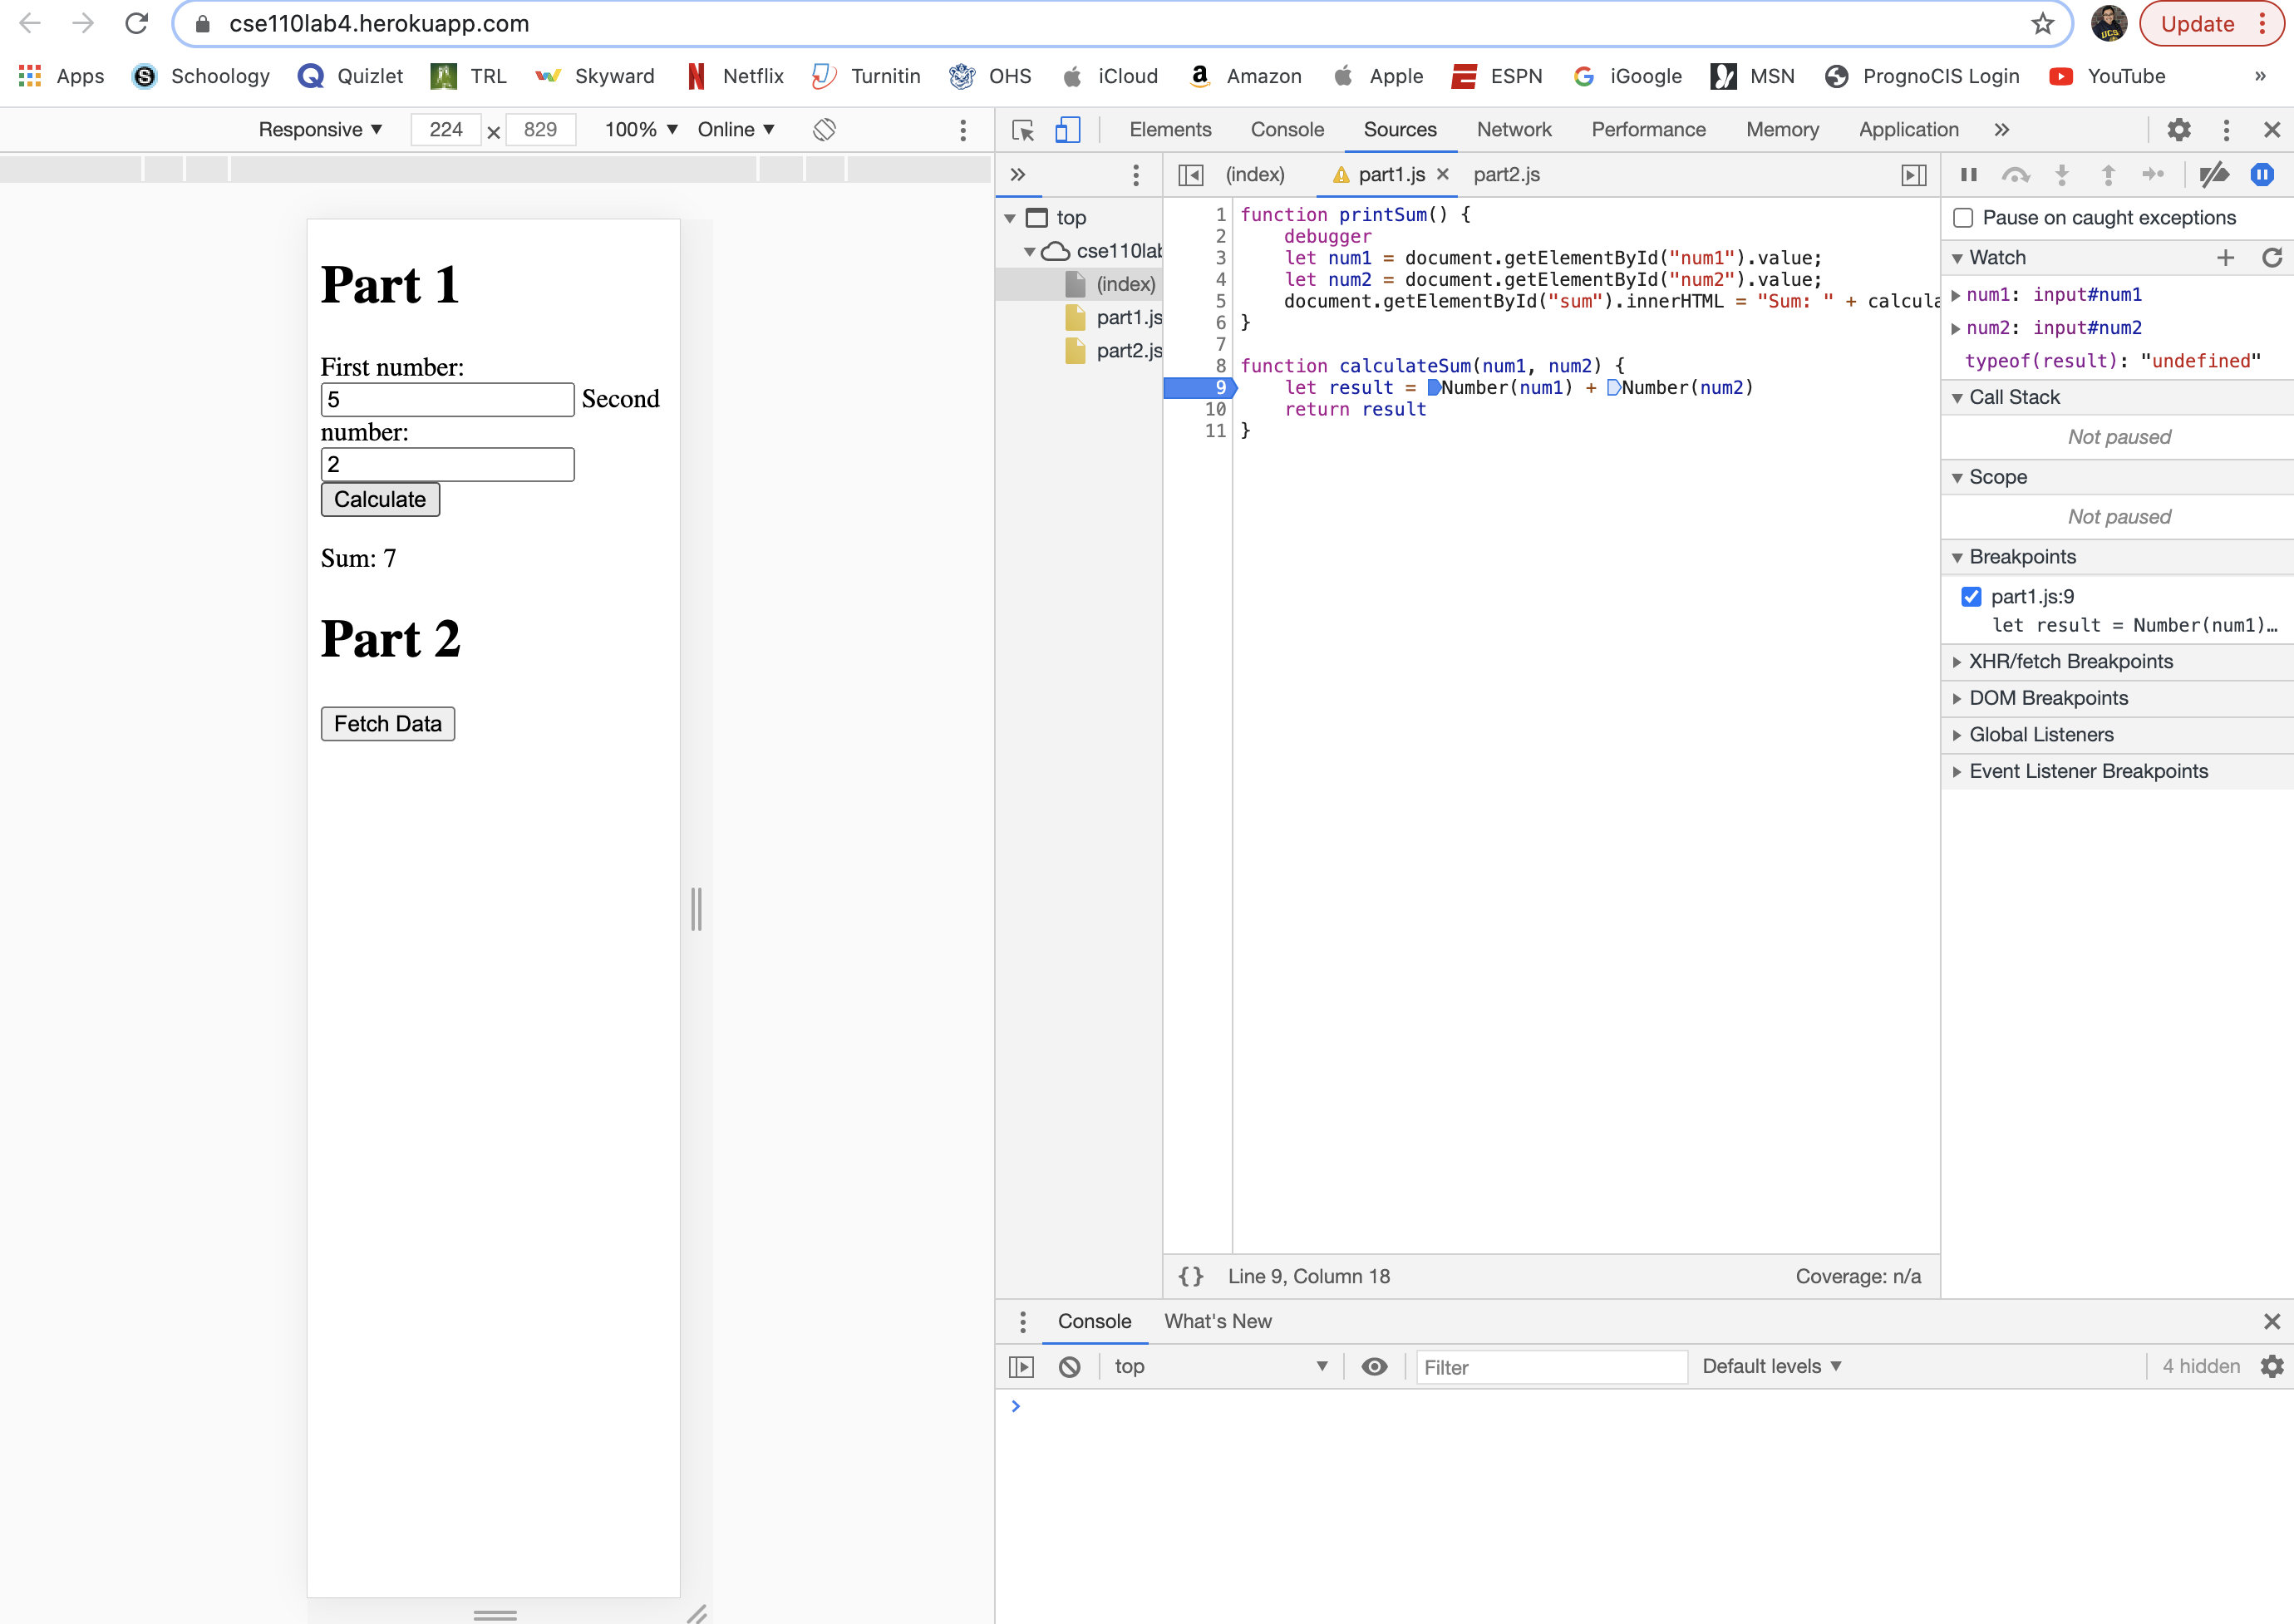 cse110lab4.herokuapp.com
Update
Apps Schoology Quizlet TRL Skyward Netflix Turnitin OHS iCloud Amazon Apple ESPN iGoogle MSN PrognoCIS Login YouTube »
Responsive ▼ 224 × 829 100% ▼ Online ▼
Part 1
First number:
5 Second
number:
2
Calculate
Sum: 7
Part 2
Fetch Data
Elements Console Sources Network Performance Memory Application »
» (index) part1.js × part2.js
top
cse110lab
(index)
part1.js
part2.js
1 function printSum() {
2 debugger
3 let num1 = document.getElementById("num1").value;
4 let num2 = document.getElementById("num2").value;
5 document.getElementById("sum").innerHTML = "Sum: " + calcula
6 }
7
8 function calculateSum(num1, num2) {
9 let result = Number(num1) + Number(num2)
10 return result
11 }
{} Line 9, Column 18 Coverage: n/a
Pause on caught exceptions
Watch
num1: input#num1
num2: input#num2
typeof(result): "undefined"
Call Stack
Not paused
Scope
Not paused
Breakpoints
part1.js:9
let result = Number(num1)…
XHR/fetch Breakpoints
DOM Breakpoints
Global Listeners
Event Listener Breakpoints
Console What's New
top ▼ Filter Default levels ▼ 4 hidden
>